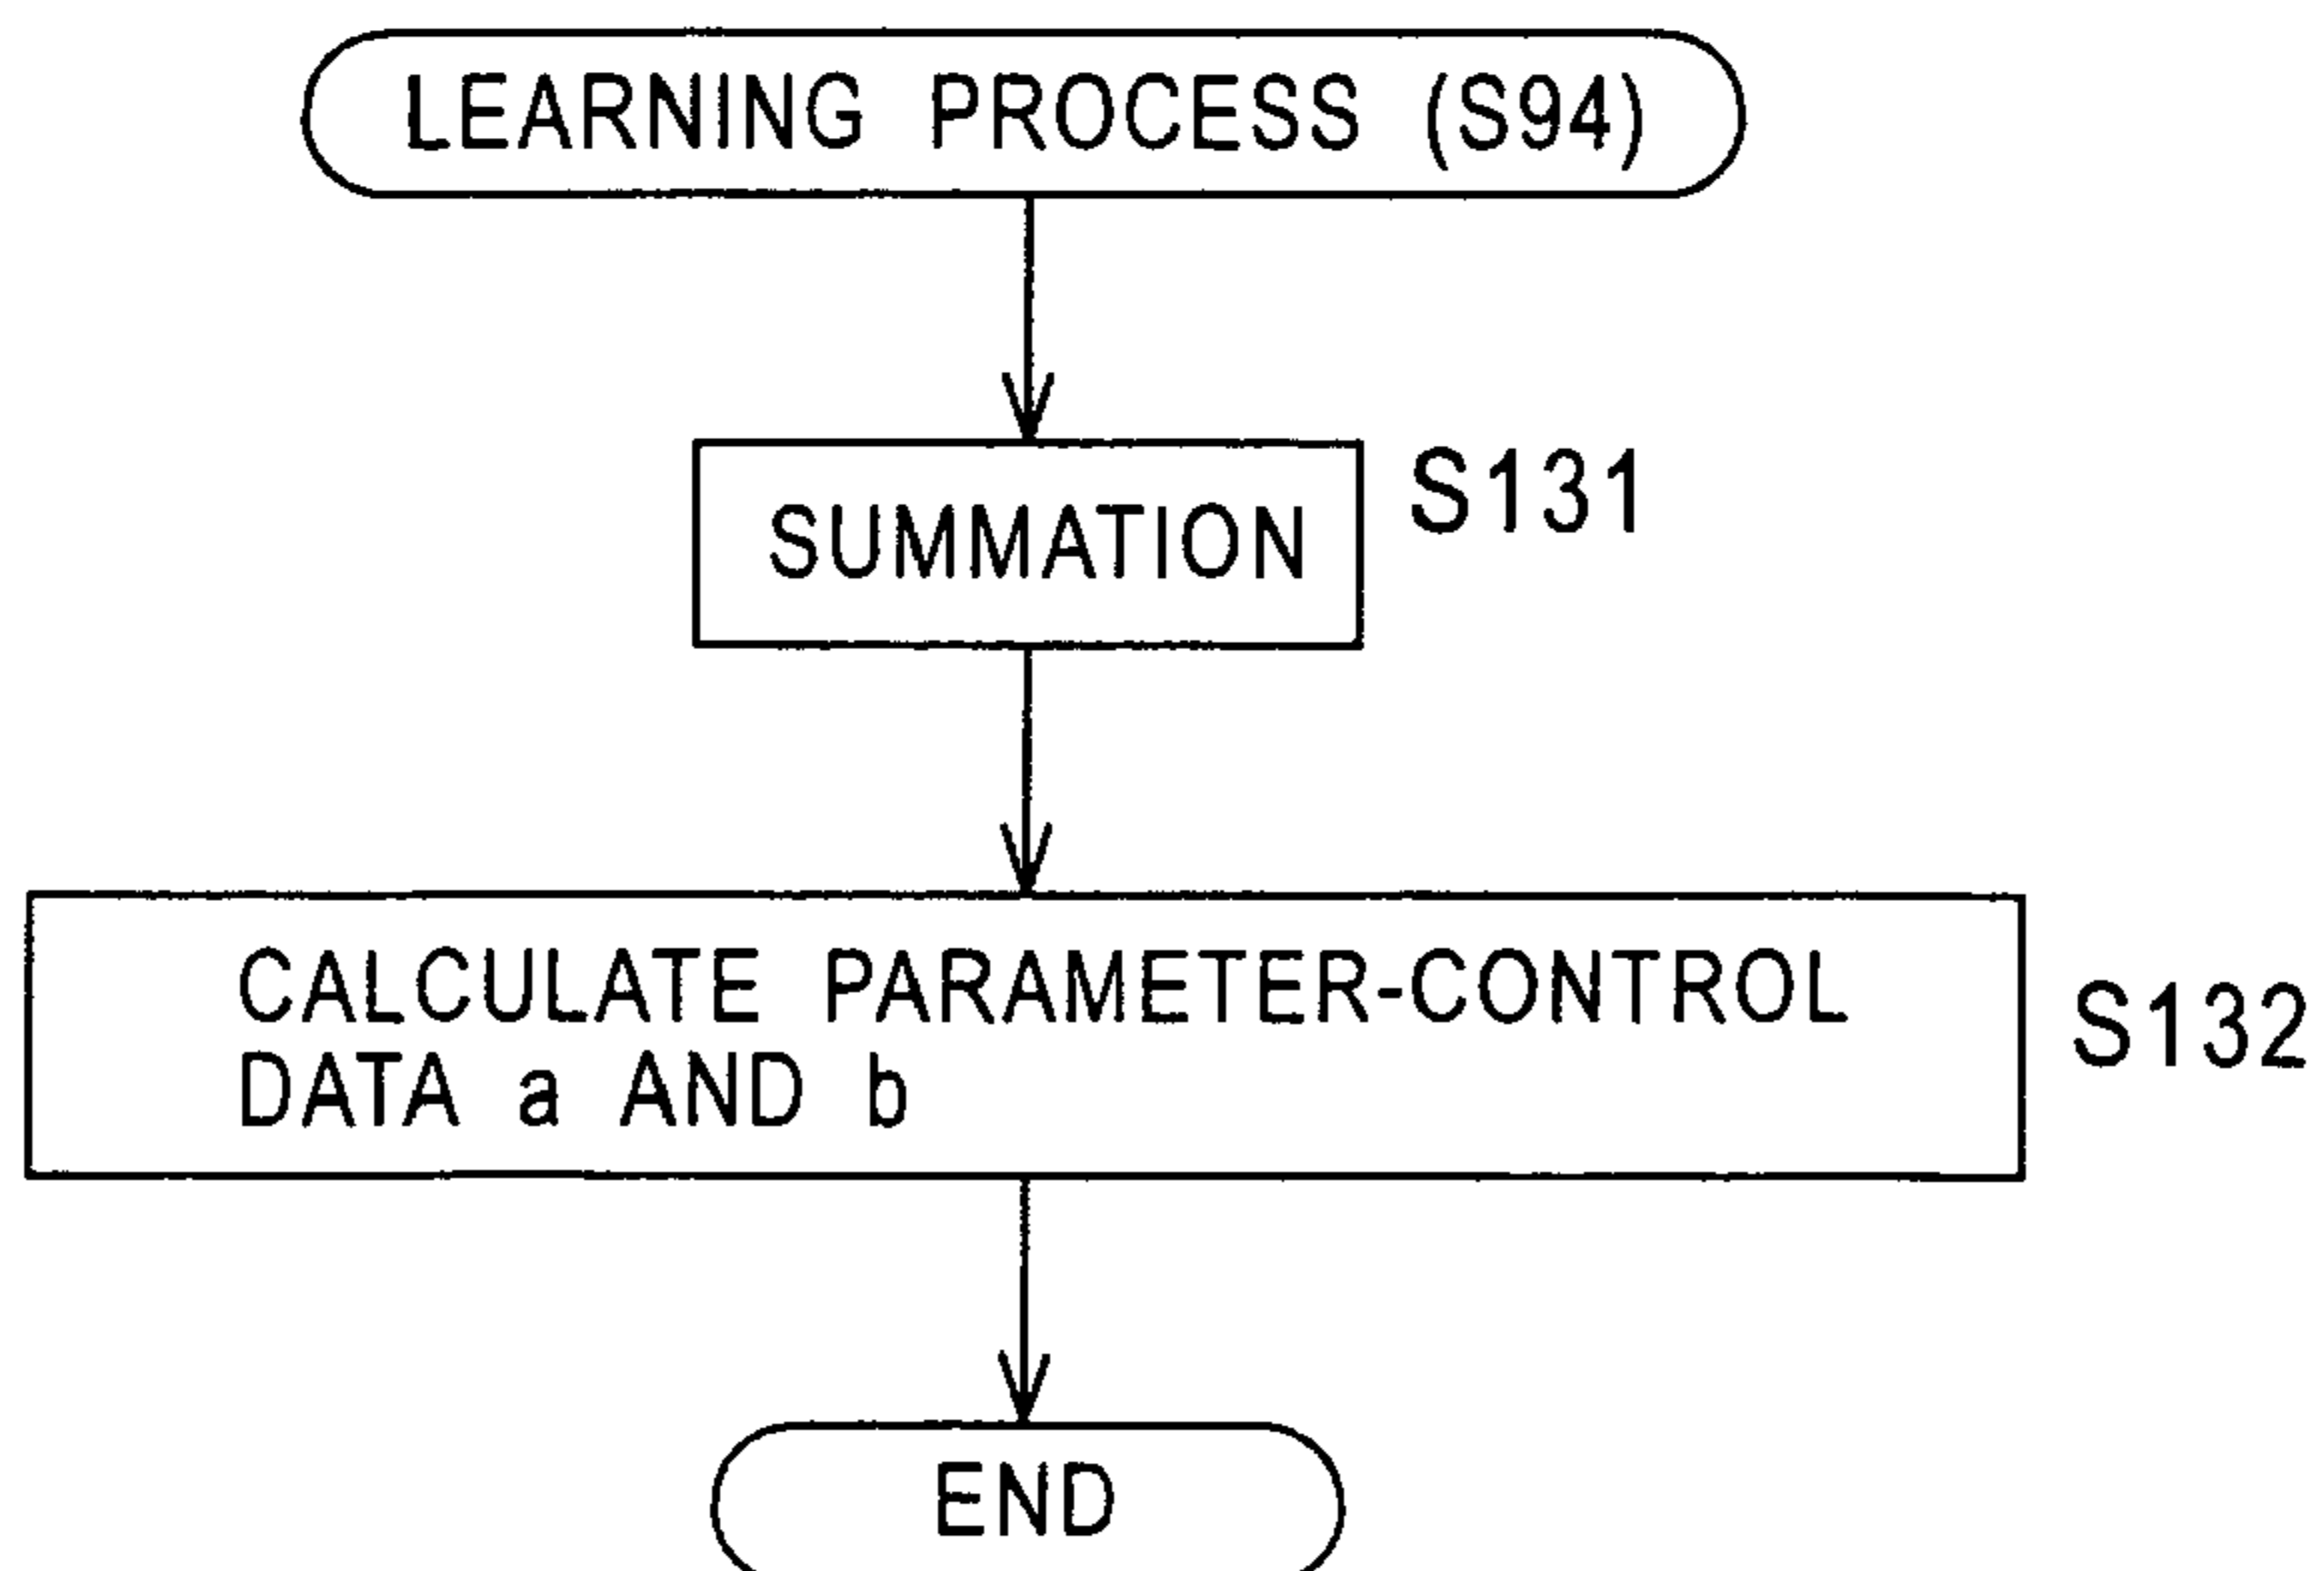 LEARNING PROCESS (S94)
SUMMATION
S131
CALCULATE PARAMETER-CONTROL
DATA a AND b
S132
END